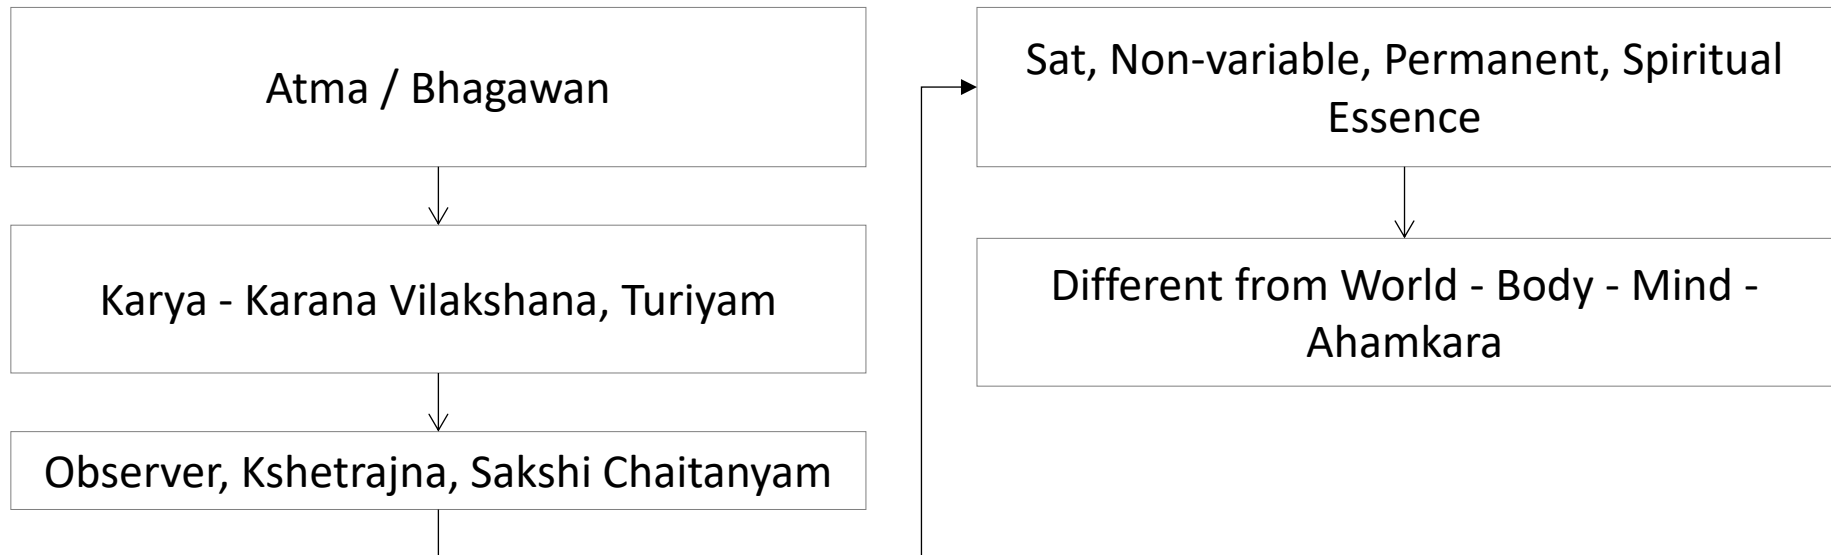 Atma / Bhagawan
Karya - Karana Vilakshana, Turiyam
Observer, Kshetrajna, Sakshi Chaitanyam
Sat, Non-variable, Permanent, Spiritual
Essence
Different from World - Body - Mind -
Ahamkara